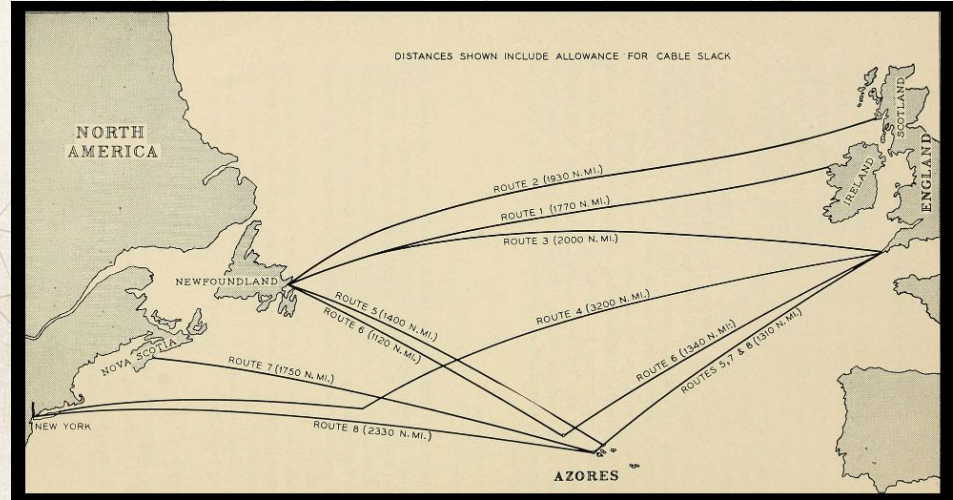 DISTANCES SHOWN INCLUDE ALLOWANCE FOR CABLE SLACK
NORTH
AMERICA
SCOTLAND
ENGLAND
IRELAND
ROUTE 2 (1930 N.MI.)
ROUTE 1 (1770 N.MI.)
ROUTE 3 (2000 N.MI.)
NEWFOUNDLAND
ROUTE 5 (1400 N.MI.)
ROUTE 6 (1120 N.MI.)
ROUTE 4 (3200 N.MI.)
NOVA SCOTIA
ROUTE 7 (1750 N.MI.)
ROUTE 6 (1340 N.MI.)
ROUTES 5,7 & 8 (1310 N.MI.)
NEW YORK
ROUTE 8 (2330 N.MI.)
AZORES